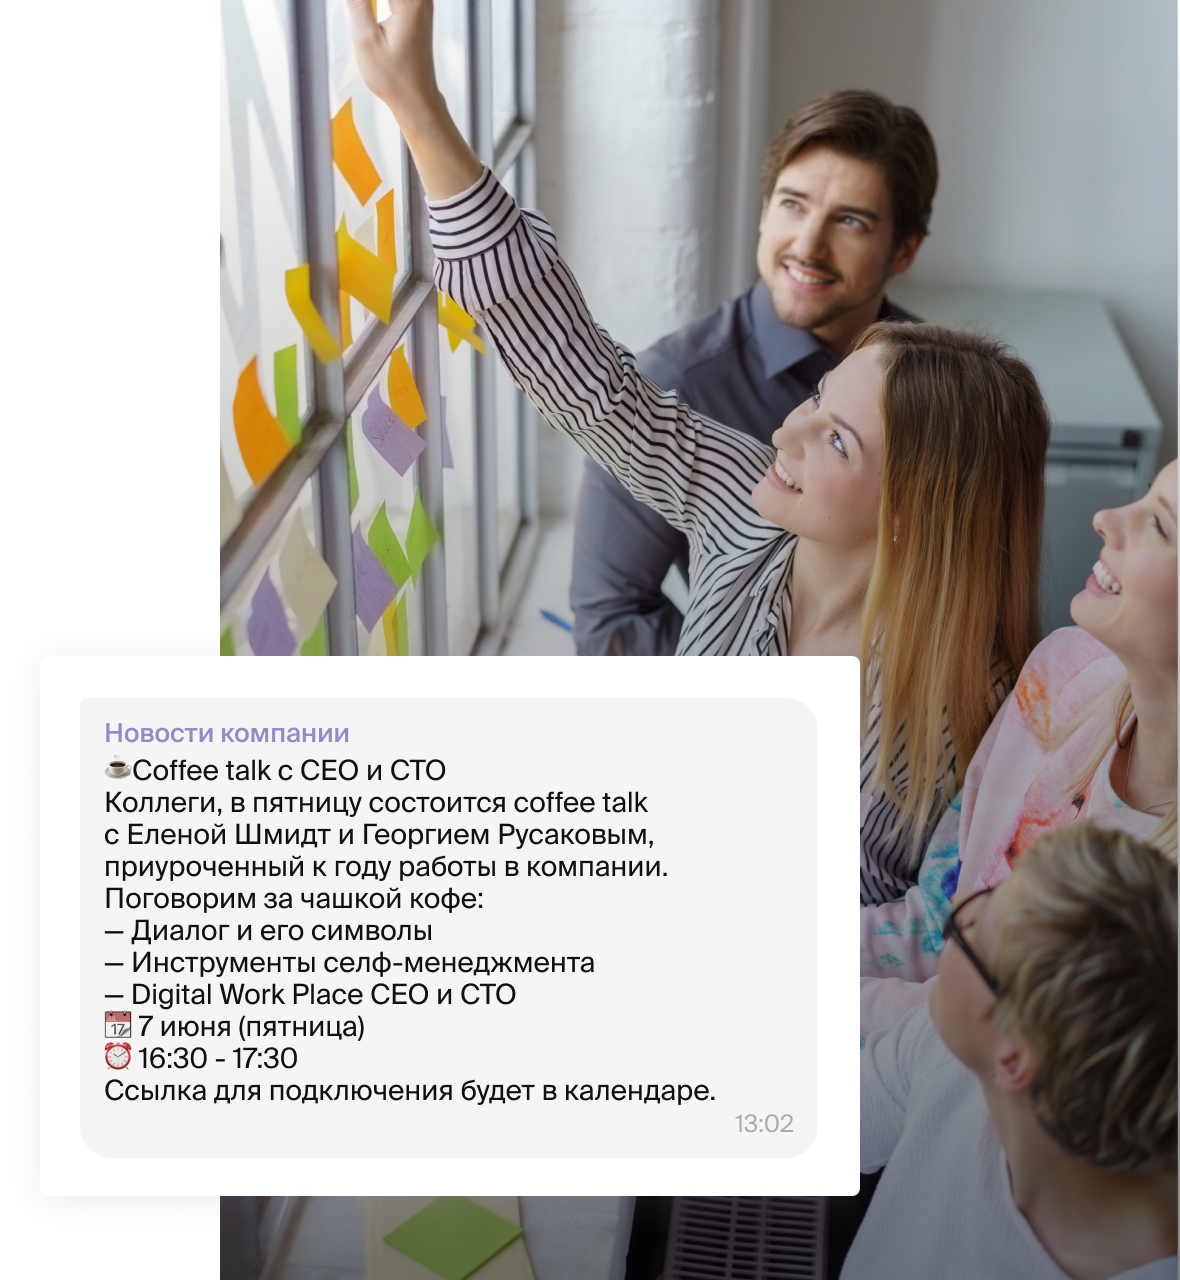 Новости компании
☕Coffee talk с CEO и CTO
Коллеги, в пятницу состоится coffee talk
с Еленой Шмидт и Георгием Русаковым,
приуроченный к году работы в компании.
Поговорим за чашкой кофе:
— Диалог и его символы
— Инструменты селф-менеджмента
— Digital Work Place CEO и CTO
📆 7 июня (пятница)
⏰ 16:30 - 17:30
Ссылка для подключения будет в календаре.
13:02